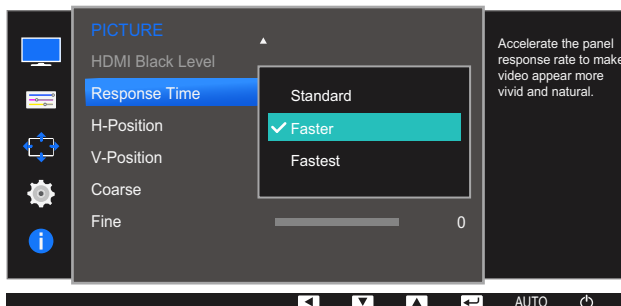 PICTURE
HDMI Black Level
Response Time
H-Position
V-Position
Coarse
Fine
Standard
Faster
Fastest
0
Accelerate the panel
response rate to make
video appear more
vivid and natural.
AUTO